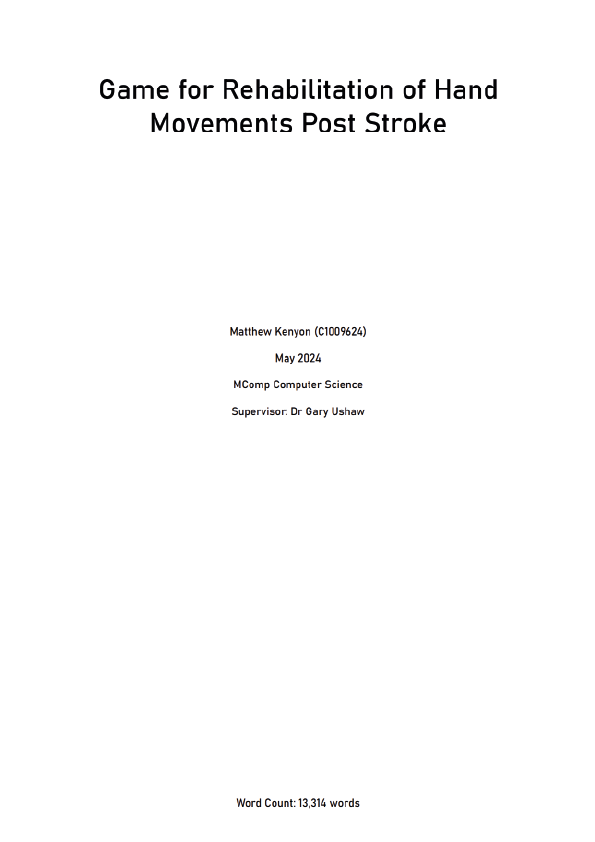 Game for Rehabilitation of Hand
Movements Post Stroke
Matthew Kenyon (C1009624)
May 2024
MComp Computer Science
Supervisor: Dr Gary Ushaw
Word Count: 13,314 words